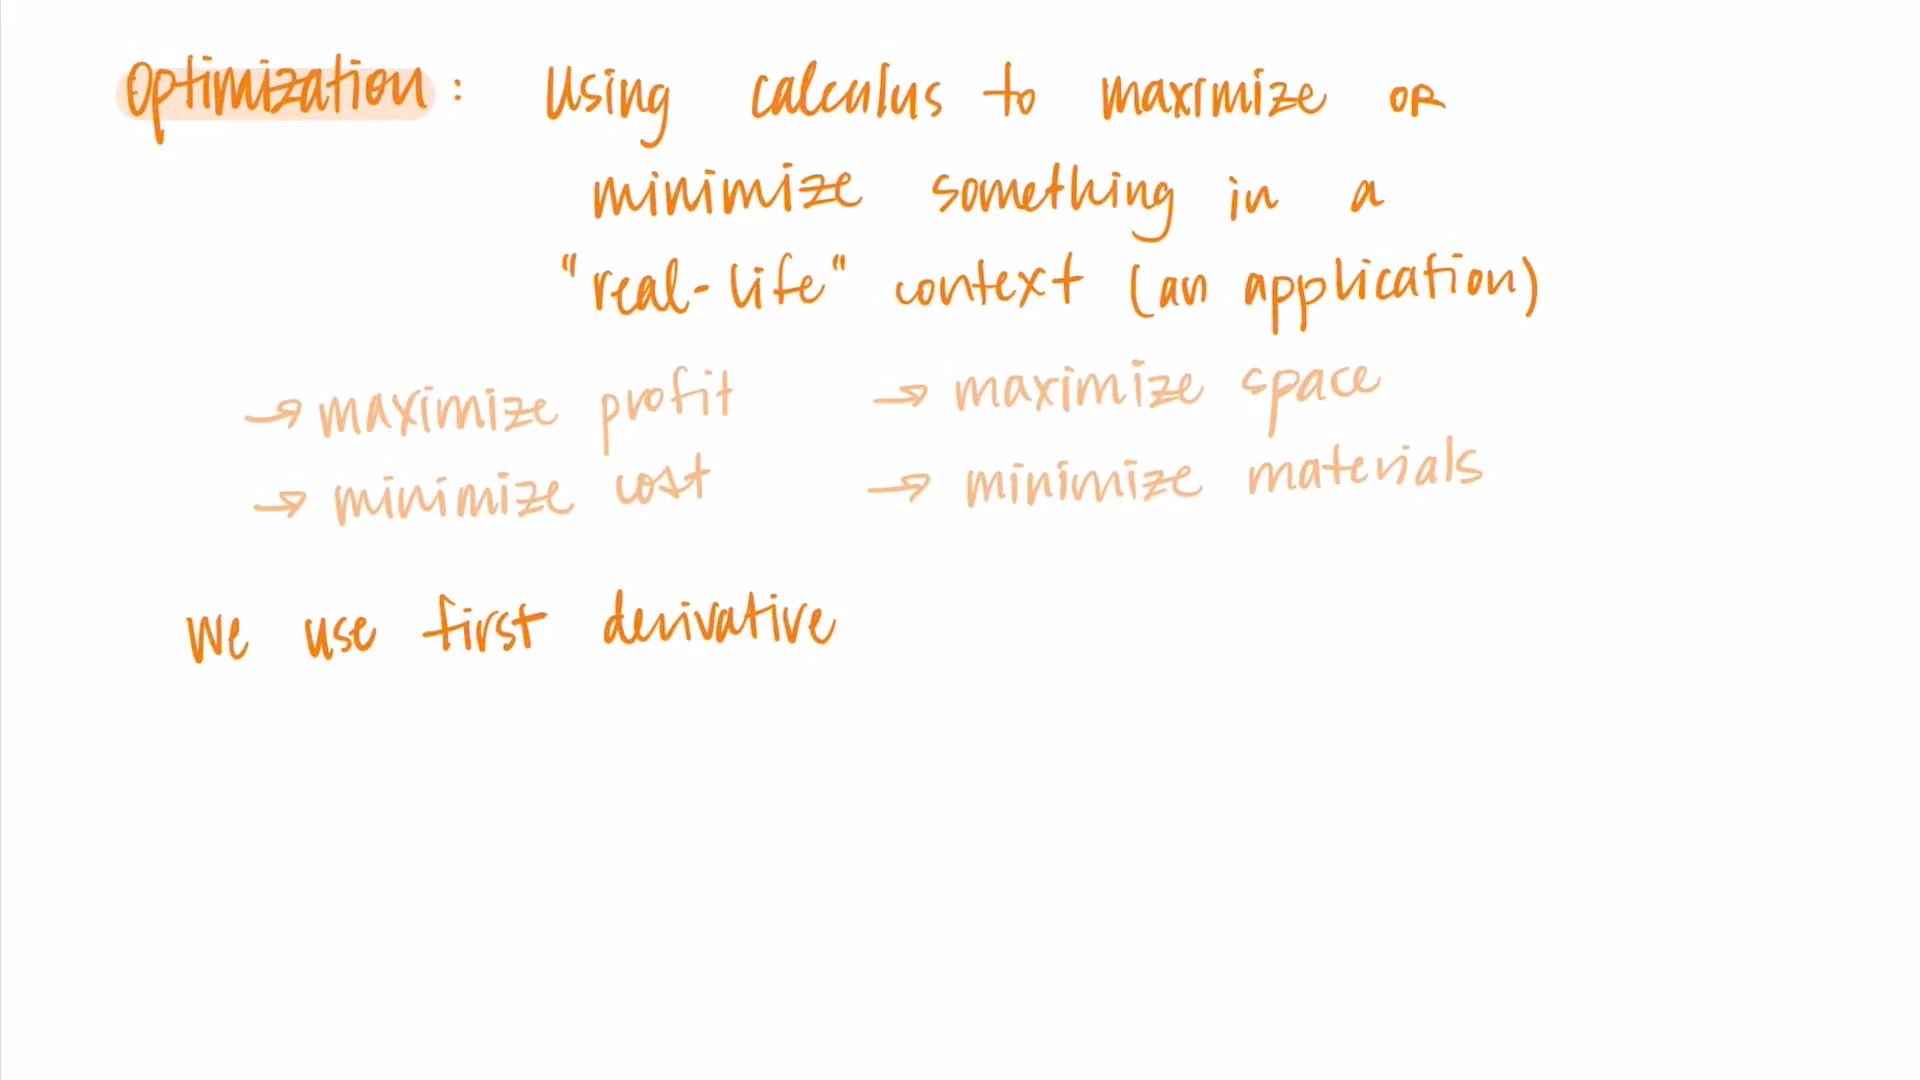 Optimization: Using calculus to maximize OR
minimize something in a
"real-life" context (an application)
→ maximize profit → maximize space
→ minimize cost → minimize materials
We use first derivative